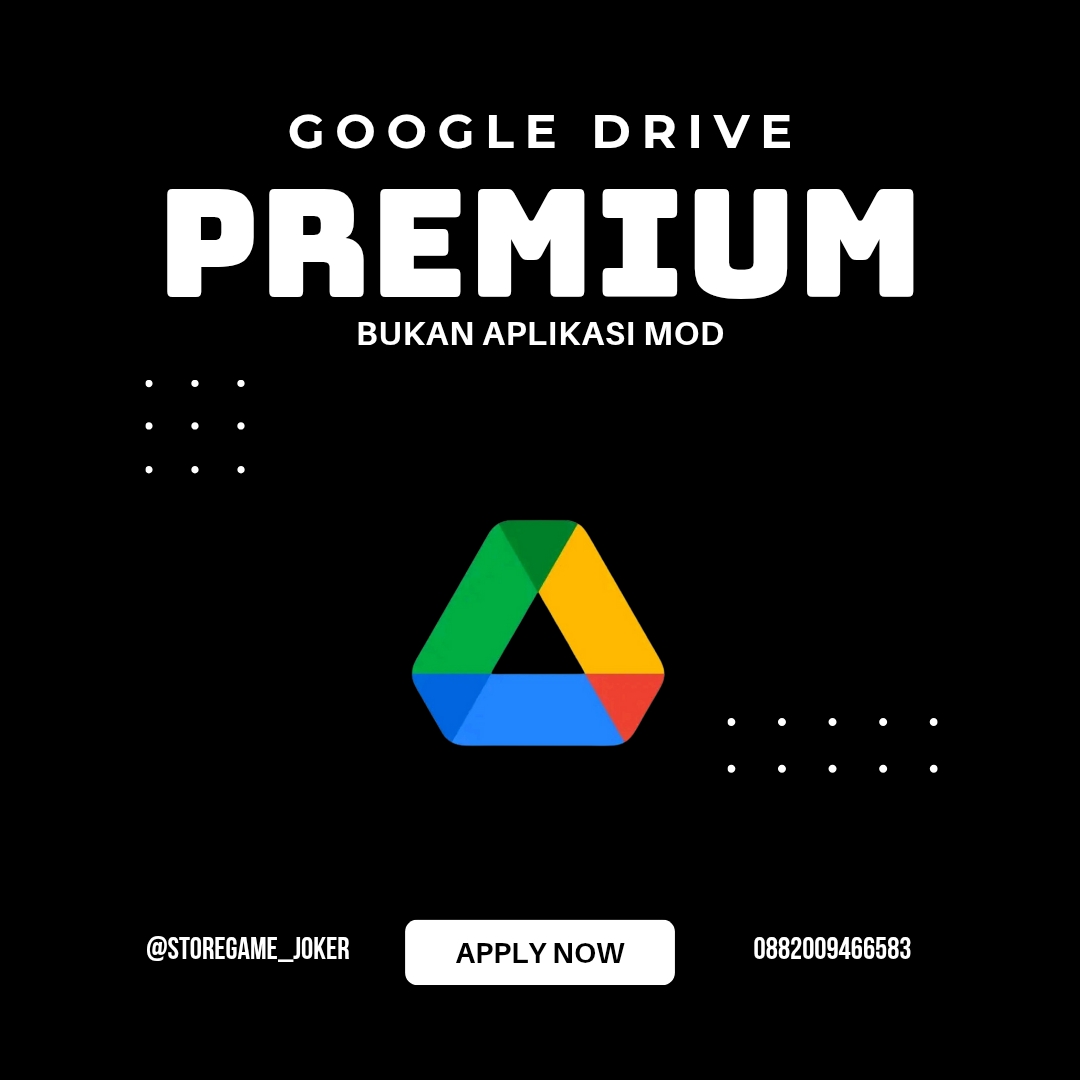 GOOGLE DRIVE
PREMIUM
BUKAN APLIKASI MOD
@STOREGAME_JOKER
APPLY NOW
0882009466583